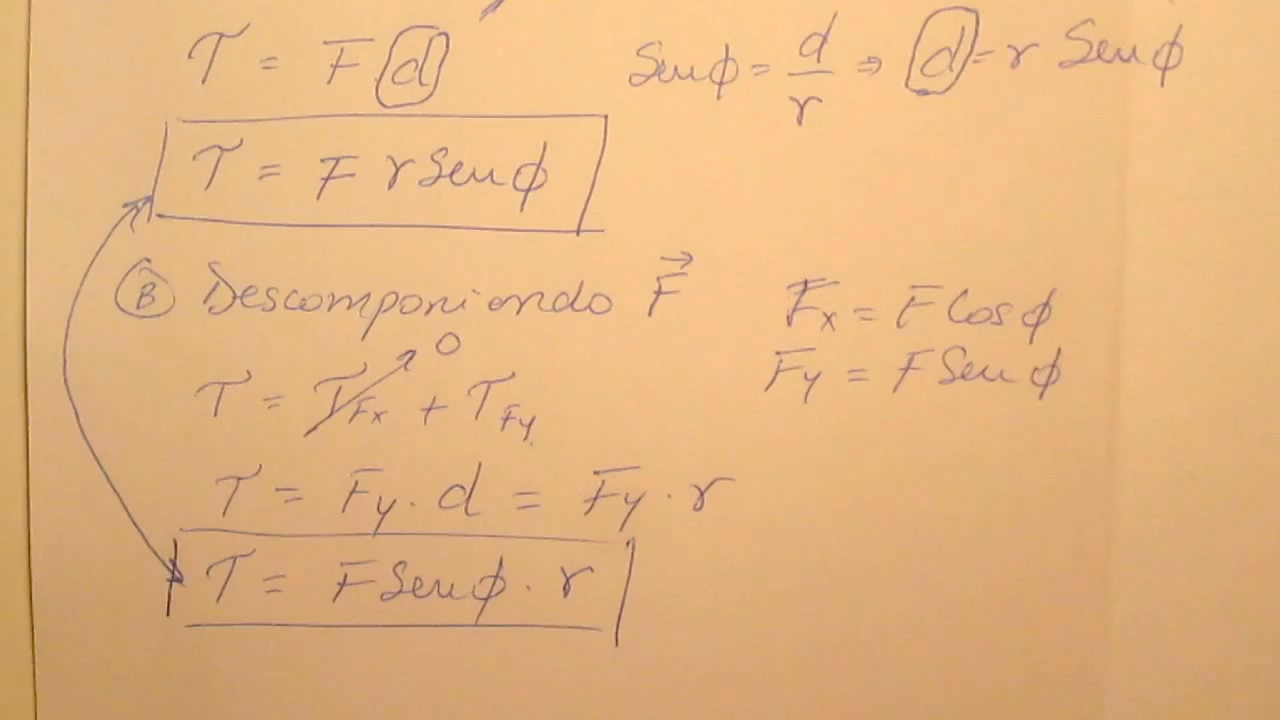 T = F d
Sen ϕ = d/r ⇒ d = r Sen ϕ
T = F r Sen ϕ
B Descomponiendo F⃗
Fx = F Cos ϕ
Fy = F Sen ϕ
0
T = T_Fx + T_Fy
T = Fy · d = Fy · r
T = F Sen ϕ · r